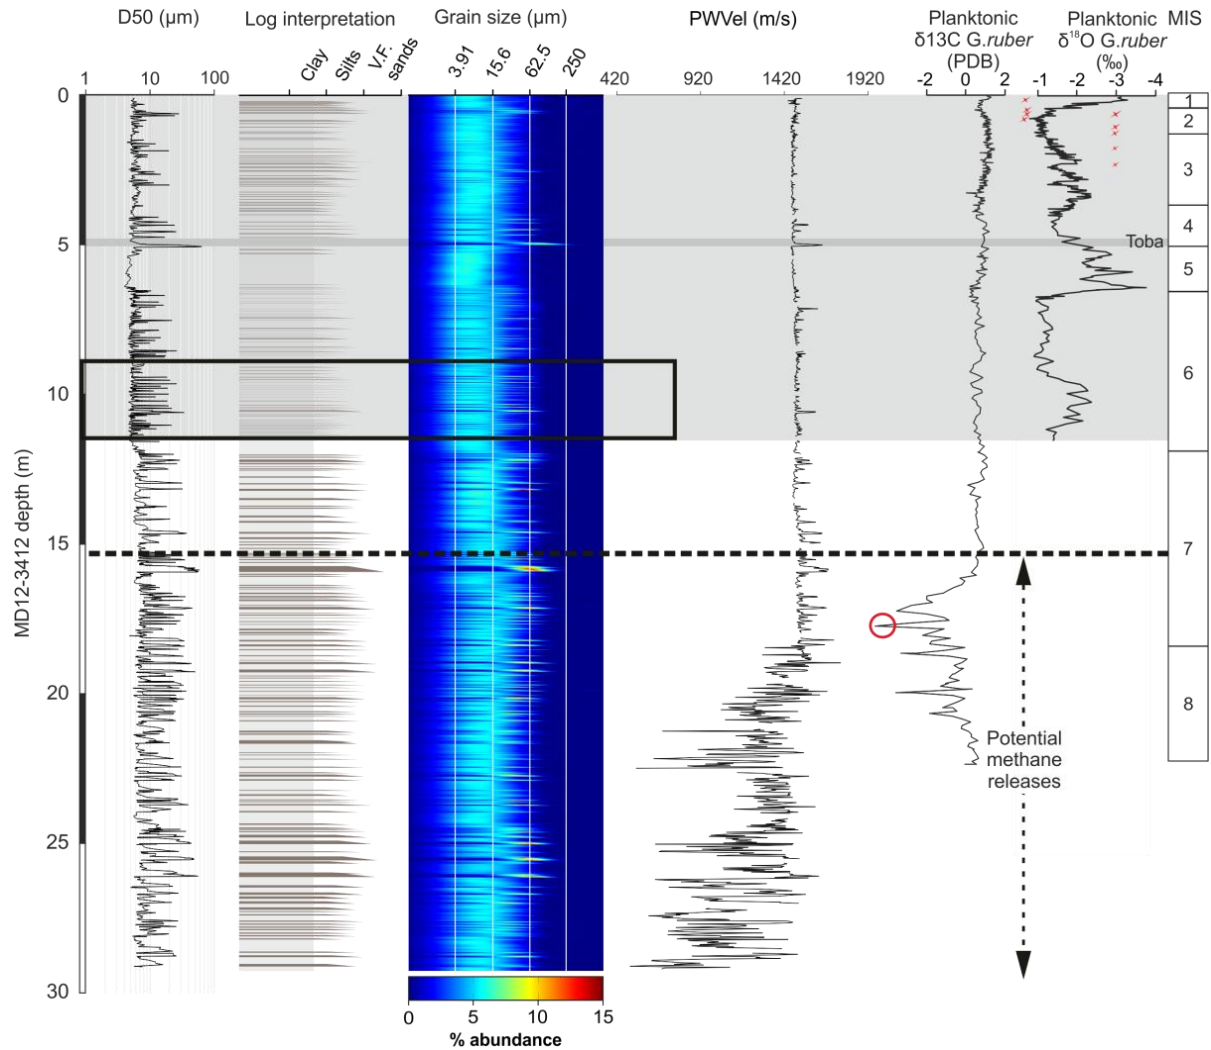 D50 (µm)
Log interpretation
Grain size (µm)
PWVel (m/s)
Planktonic
δ13C G.ruber
(PDB)
Planktonic
δ18O G.ruber
(‰)
MIS
Clay
Silts
V.F.
sands
3.91
15.6
62.5
250
1
10
100
420
920
1420
1920
-2
0
2
-1
-2
-3
-4
0
5
10
15
20
25
30
MD12-3412 depth (m)
1
2
3
4
Toba
5
6
7
8
Potential
methane
releases
0
5
10
15
% abundance